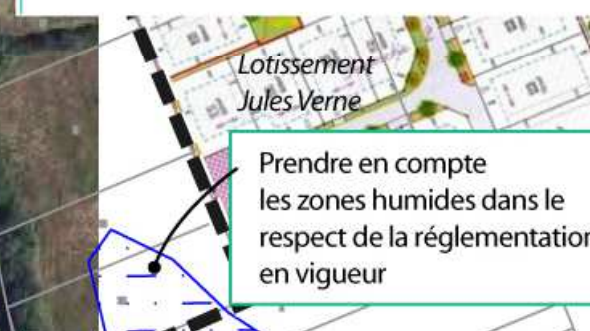 Lotissement
Jules Verne
Prendre en compte
les zones humides dans le
respect de la réglementation
en vigueur